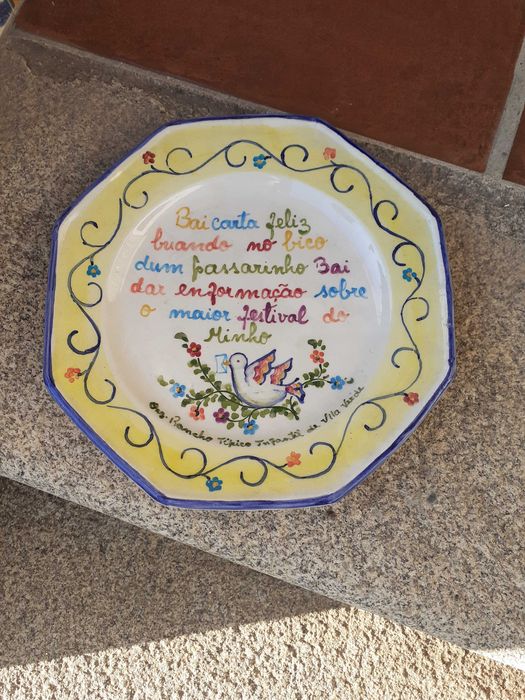 Bai carta feliz
buando no bico
dum passarinho Bai
dar enformação sobre
o maior festival do
Minho
Rancho Típico Infantil de Vila Verde